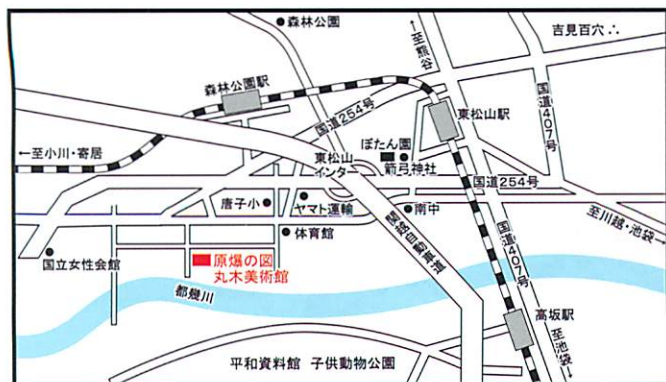 森林公園
←至熊谷
吉見百穴
森林公園駅
国道254号
東松山駅
国道407号
←至小川・寄居
東松山
インター
ぼたん園
箭弓神社
国道254号
唐子小
ヤマト運輸
南中
至川越・池袋→
体育館
関越自動車道
国道407号
国立女性会館
原爆の図
丸木美術館
都幾川
高坂駅
至池袋→
平和資料館 子供動物公園